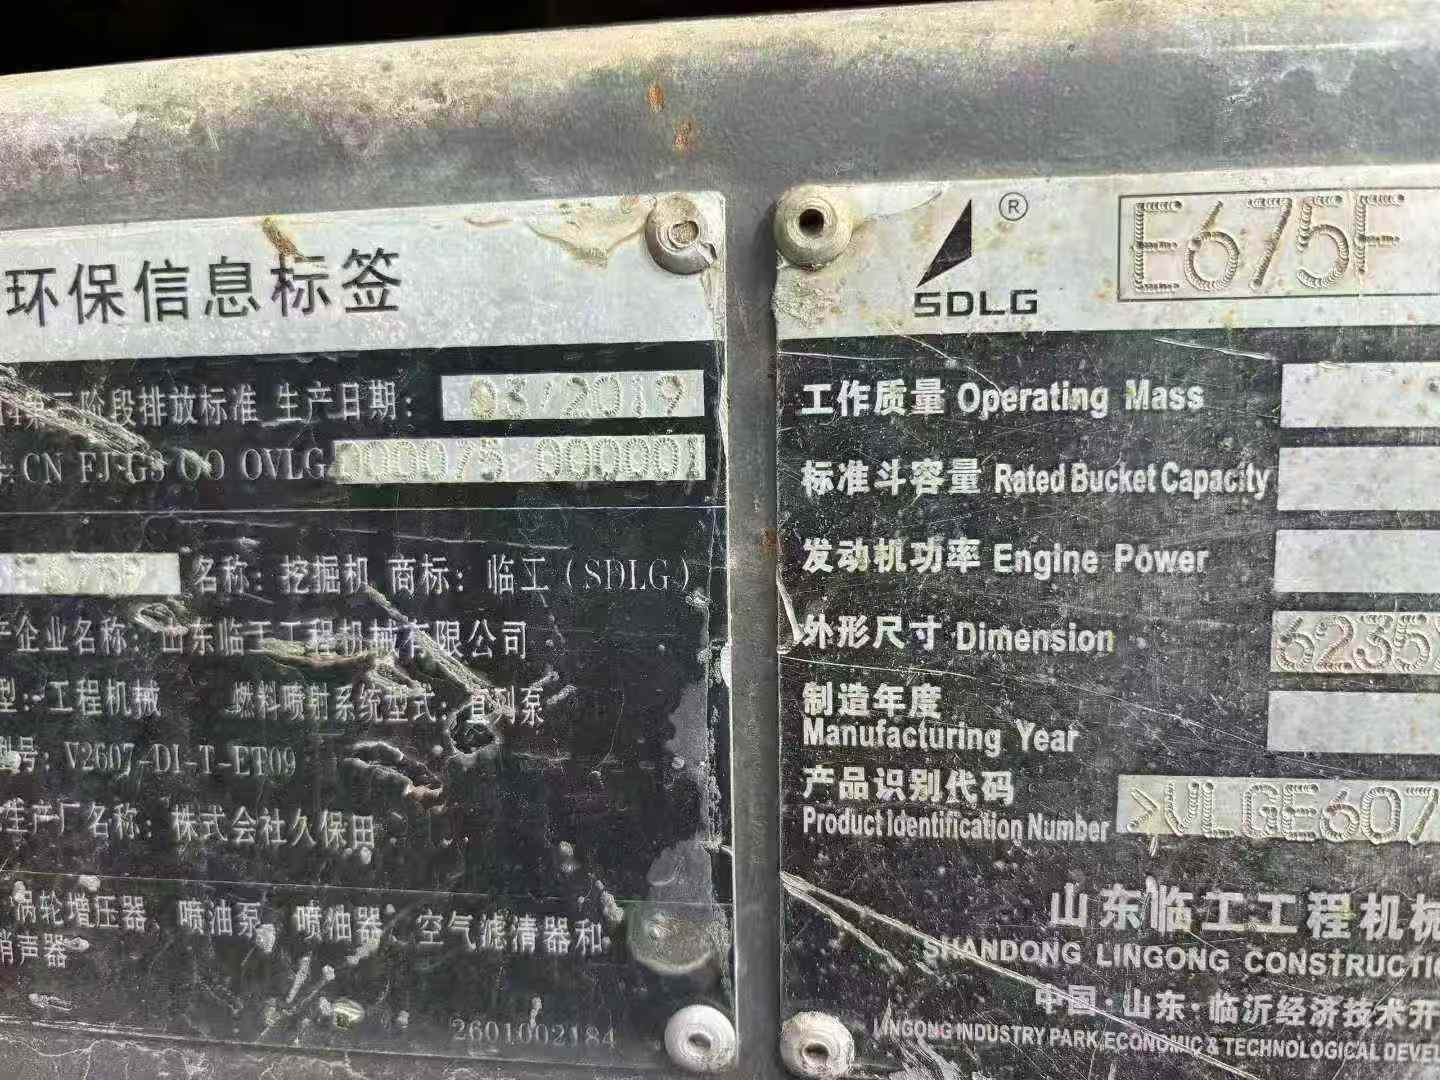 环保信息标签
阶段排放标准 生产日期: 03/2019
CN FJ G3 00 0VLG 000075 000001
名称: 挖掘机 商标: 临工(SDLG)
企业名称: 山东临工工程机械有限公司
型: 工程机械 燃料喷射系统型式: 直列泵
号: V2607-DI-T-ET09
生产厂名称: 株式会社久保田
涡轮增压器、喷油泵、喷油器、空气滤清器和
消声器
2601002184
SDLG ® E675F
工作质量 Operating Mass
标准斗容量 Rated Bucket Capacity
发动机功率 Engine Power
外形尺寸 Dimension 6235
制造年度
Manufacturing Year
产品识别代码
Product Identification Number >VLGE607
山东临工工程机械
SHANDONG LINGONG CONSTRUCTI
中国·山东·临沂经济技术开
LINGONG INDUSTRY PARK,ECONOMIC & TECHNOLOGICAL DEVEL